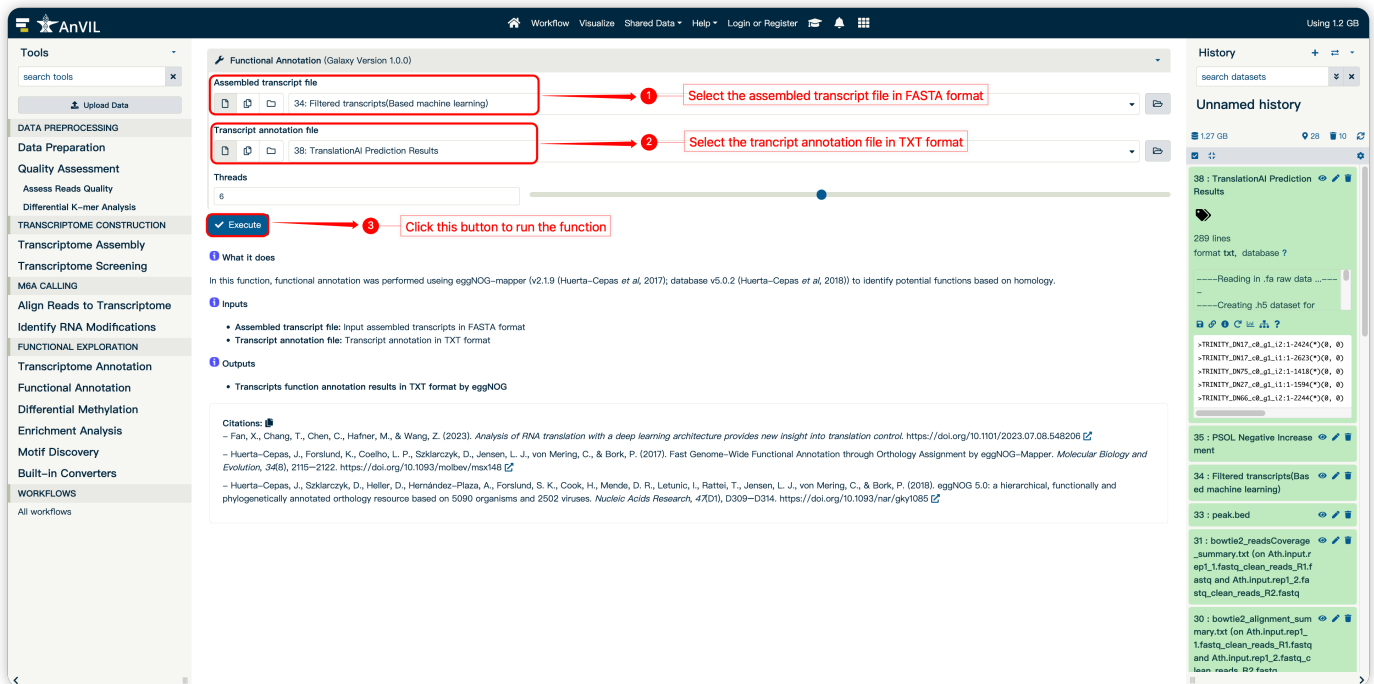 AnVIL
Workflow Visualize Shared Data Help Login or Register
Using 1.2 GB
Tools
search tools
Upload Data
DATA PREPROCESSING
Data Preparation
Quality Assessment
Assess Reads Quality
Differential K-mer Analysis
TRANSCRIPTOME CONSTRUCTION
Transcriptome Assembly
Transcriptome Screening
M6A CALLING
Align Reads to Transcriptome
Identify RNA Modifications
FUNCTIONAL EXPLORATION
Transcriptome Annotation
Functional Annotation
Differential Methylation
Enrichment Analysis
Motif Discovery
Built-in Converters
WORKFLOWS
All workflows
Functional Annotation (Galaxy Version 1.0.0)
Assembled transcript file
34: Filtered transcripts(Based machine learning)
1 Select the assembled transcript file in FASTA format
Transcript annotation file
38: TranslationAI Prediction Results
2 Select the trancript annotation file in TXT format
Threads
6
Execute
3 Click this button to run the function
What it does
In this function, functional annotation was performed useing eggNOG-mapper (v2.1.9 (Huerta-Cepas et al, 2017); database v5.0.2 (Huerta-Cepas et al, 2018)) to identify potential functions based on homology.
Inputs
• Assembled transcript file: Input assembled transcripts in FASTA format
• Transcript annotation file: Transcript annotation in TXT format
Outputs
• Transcripts function annotation results in TXT format by eggNOG
Citations:
– Fan, X., Chang, T., Chen, C., Hafner, M., & Wang, Z. (2023). Analysis of RNA translation with a deep learning architecture provides new insight into translation control. https://doi.org/10.1101/2023.07.08.548206
– Huerta-Cepas, J., Forslund, K., Coelho, L. P., Szklarczyk, D., Jensen, L. J., von Mering, C., & Bork, P. (2017). Fast Genome-Wide Functional Annotation through Orthology Assignment by eggNOG-Mapper. Molecular Biology and
Evolution, 34(8), 2115–2122. https://doi.org/10.1093/molbev/msx148
– Huerta-Cepas, J., Szklarczyk, D., Heller, D., Hernández-Plaza, A., Forslund, S. K., Cook, H., Mende, D. R., Letunic, I., Rattei, T., Jensen, L. J., von Mering, C., & Bork, P. (2018). eggNOG 5.0: a hierarchical, functionally and
phylogenetically annotated orthology resource based on 5090 organisms and 2502 viruses. Nucleic Acids Research, 47(D1), D309–D314. https://doi.org/10.1093/nar/gky1085
History
search datasets
Unnamed history
1.27 GB 28 10
38 : TranslationAI Prediction
Results
289 lines
format txt, database ?
----Reading in .fa raw data ...---
-
----Creating .h5 dataset for
>TRINITY_DN17_c0_g1_i2:1-2424(*)(0, 0)
>TRINITY_DN17_c0_g1_i1:1-2623(*)(0, 0)
>TRINITY_DN75_c0_g1_i2:1-1418(*)(0, 0)
>TRINITY_DN27_c0_g1_i1:1-1594(*)(0, 0)
>TRINITY_DN66_c0_g1_i2:1-2244(*)(0, 0)
35 : PSOL Negative Increase
ment
34 : Filtered transcripts(Bas
ed machine learning)
33 : peak.bed
31 : bowtie2_readsCoverage
_summary.txt (on Ath.input.r
ep1_1.fastq_clean_reads_R1.f
astq and Ath.input.rep1_2.fa
stq_clean_reads_R2.fastq
30 : bowtie2_alignment_sum
mary.txt (on Ath.input.rep1_
1.fastq_clean_reads_R1.fastq
and Ath.input.rep1_2.fastq_c
lean_reads_R2.fastq